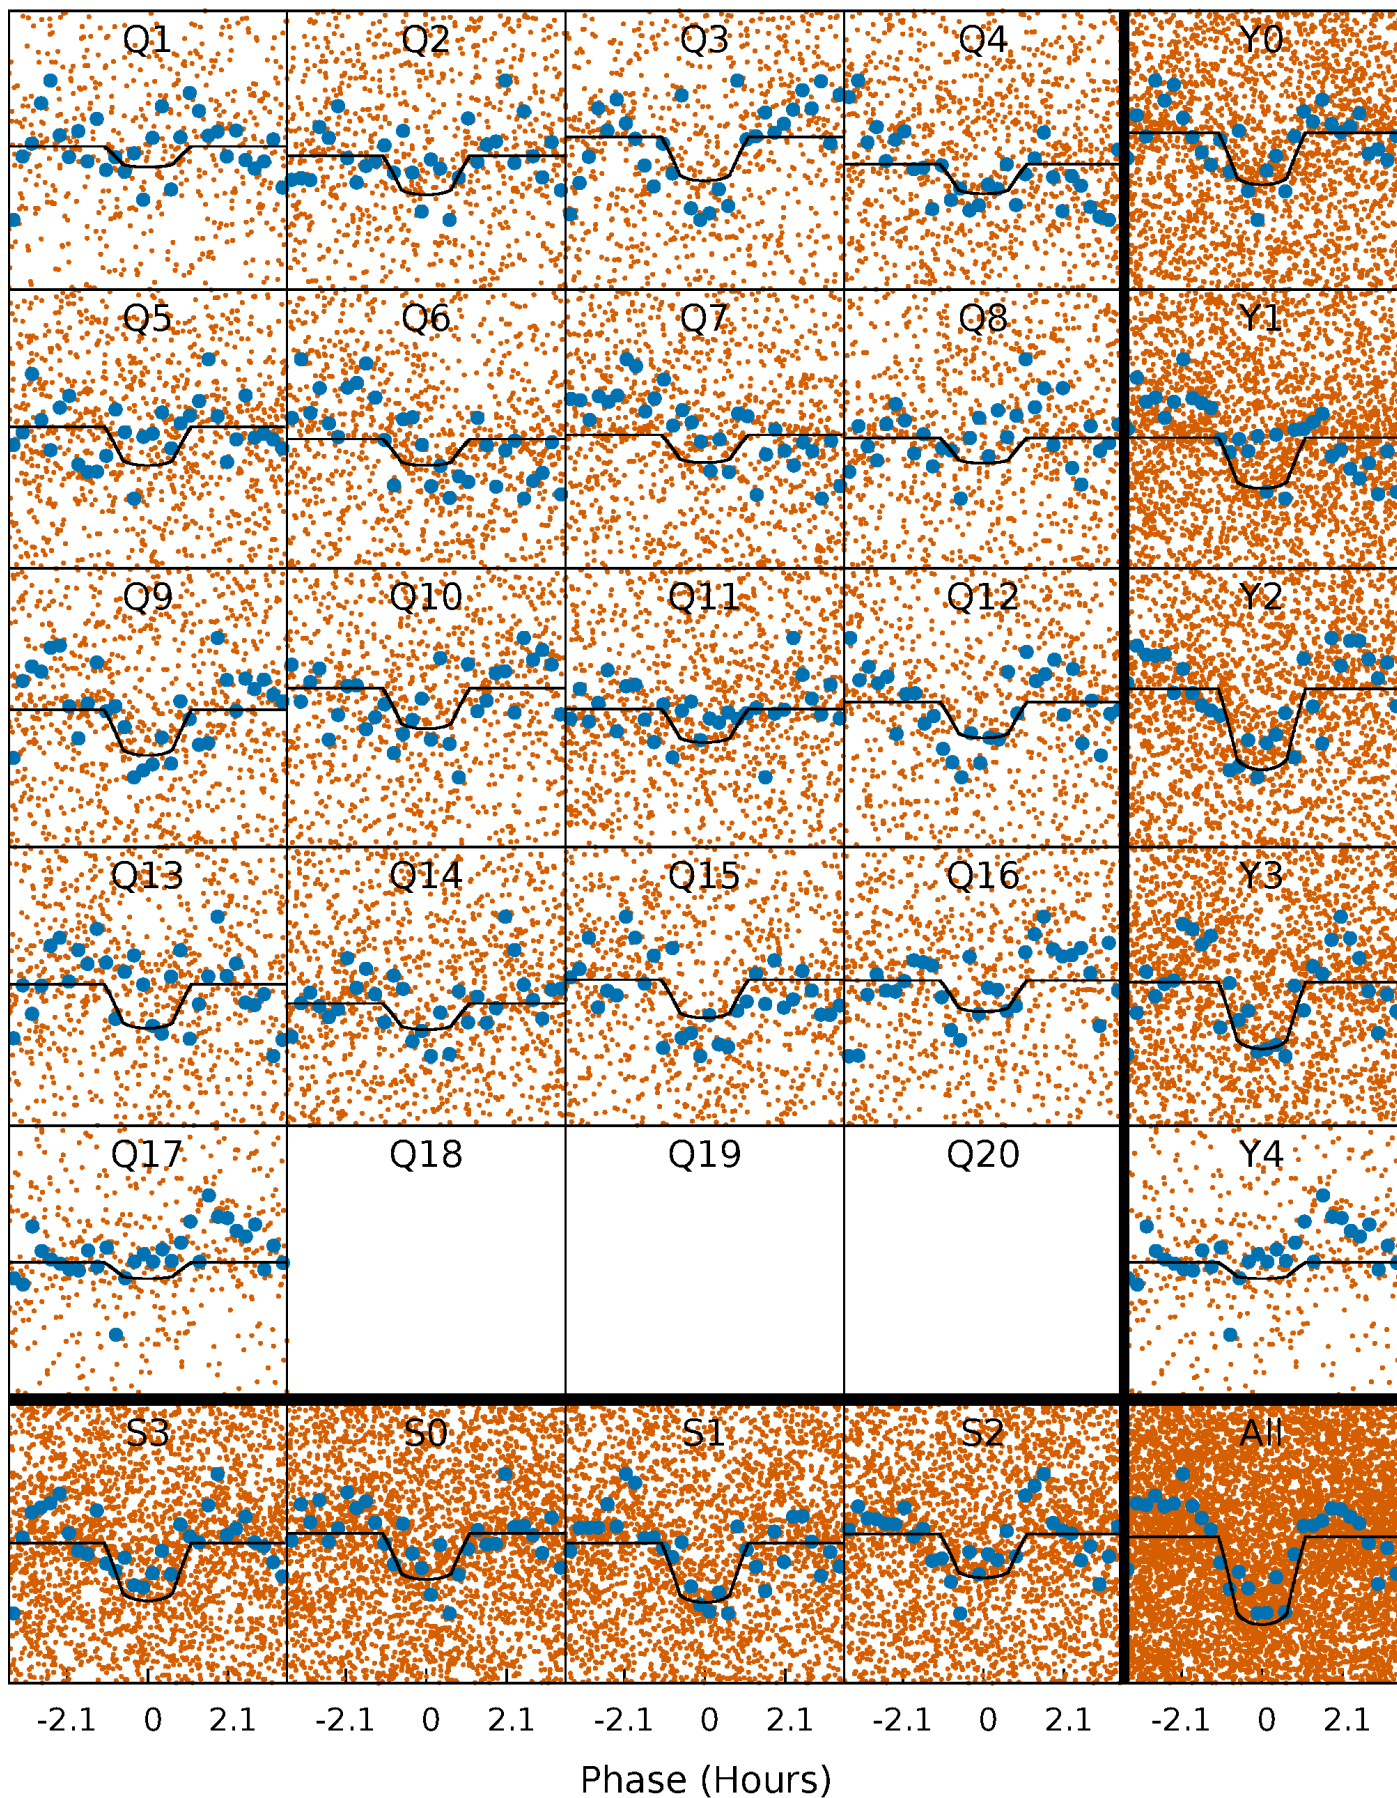 Q1 Q2 Q3 Q4 Y0
Q5 Q6 Q7 Q8 Y1
Q9 Q10 Q11 Q12 Y2
Q13 Q14 Q15 Q16 Y3
Q17 Q18 Q19 Q20 Y4
S3 S0 S1 S2 All
-2.1 0 2.1 -2.1 0 2.1 -2.1 0 2.1 -2.1 0 2.1 -2.1 0 2.1
Phase (Hours)